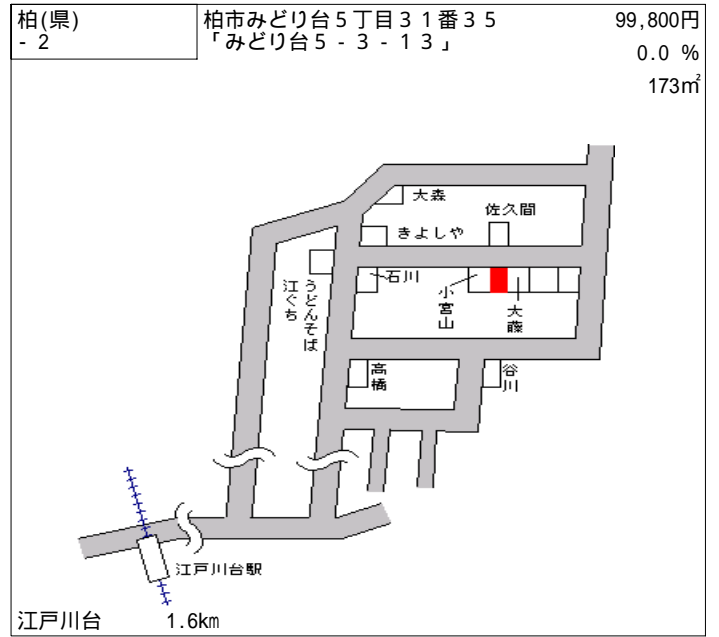 柏(県)
- 2
柏市みどり台５丁目３１番３５
「みどり台５‐３‐１３」
99,800円
0.0 %
173㎡
大森
佐久間
きよしや
石川
小宮山
大藤
うどんそば
江ぐち
高橋
谷川
江戸川台駅
江戸川台
1.6km